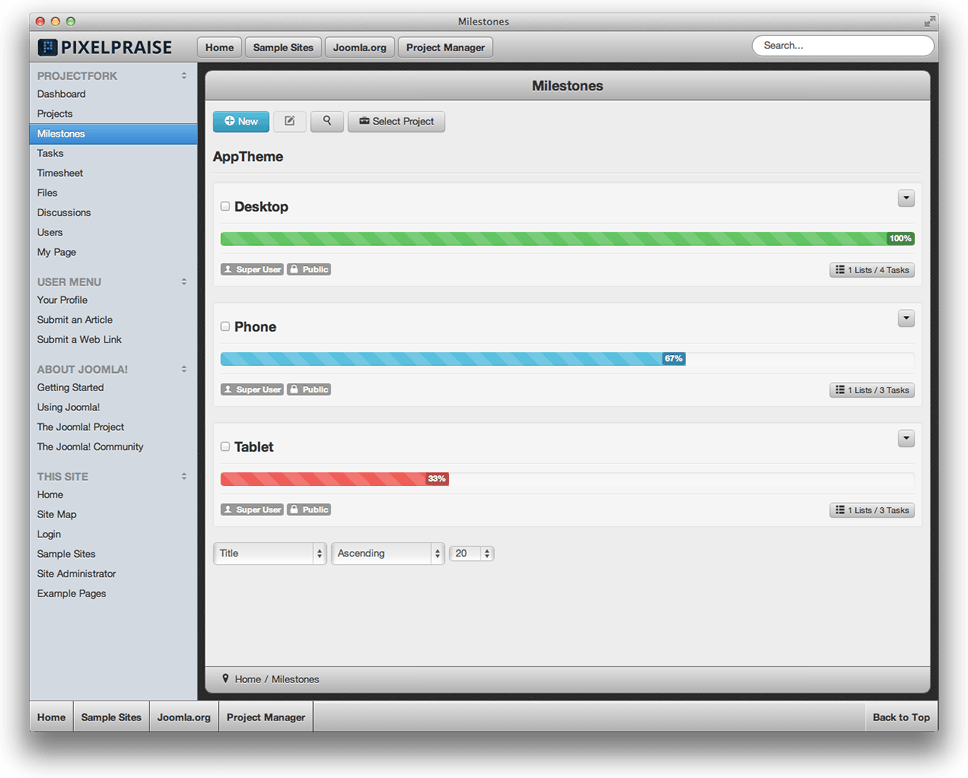 Milestones
PIXELPRAISE Home Sample Sites Joomla.org Project Manager Search...
PROJECTFORK
Dashboard
Projects
Milestones
Tasks
Timesheet
Files
Discussions
Users
My Page
USER MENU
Your Profile
Submit an Article
Submit a Web Link
ABOUT JOOMLA!
Getting Started
Using Joomla!
The Joomla! Project
The Joomla! Community
THIS SITE
Home
Site Map
Login
Sample Sites
Site Administrator
Example Pages
Milestones
New Select Project
AppTheme
Desktop
100%
Super User Public 1 Lists / 4 Tasks
Phone
67%
Super User Public 1 Lists / 3 Tasks
Tablet
33%
Super User Public 1 Lists / 3 Tasks
Title Ascending 20
Home / Milestones
Home Sample Sites Joomla.org Project Manager Back to Top